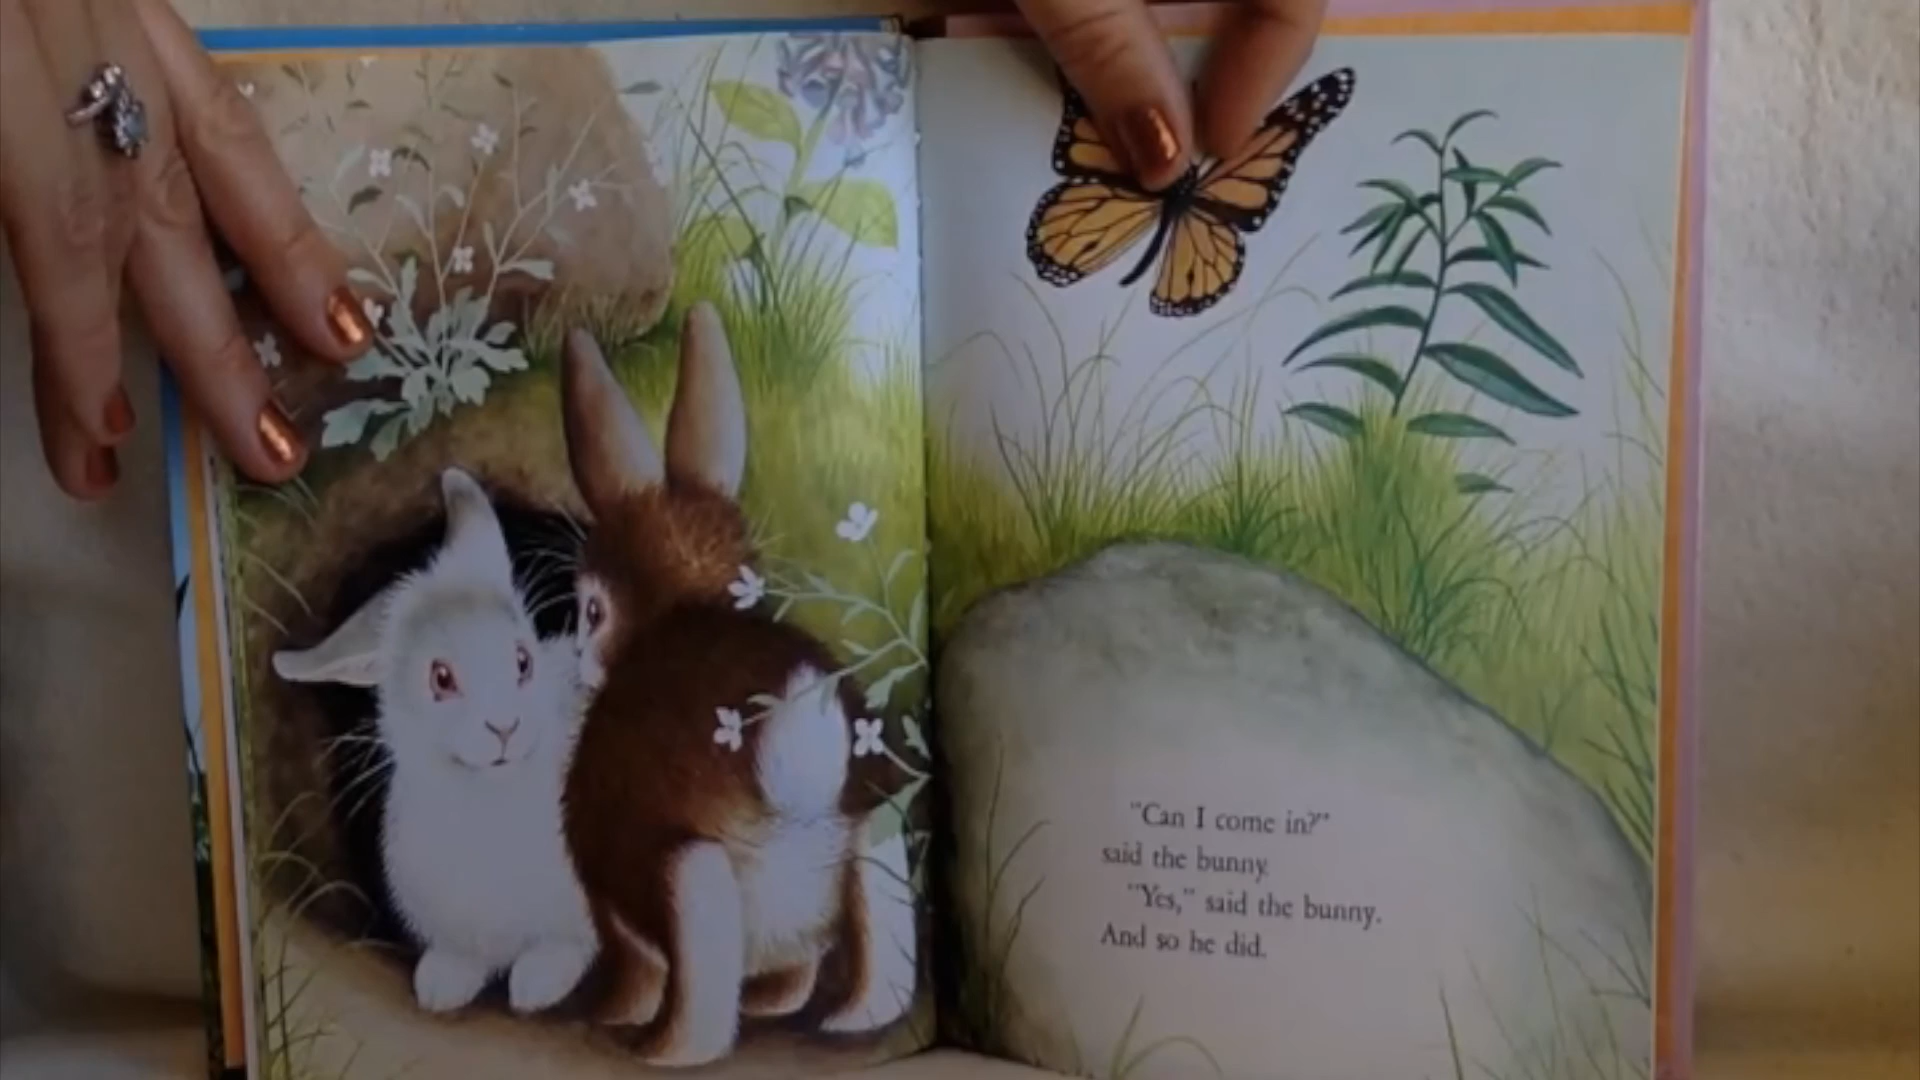 "Can I come in?"
said the bunny.
"Yes," said the bunny.
And so he did.